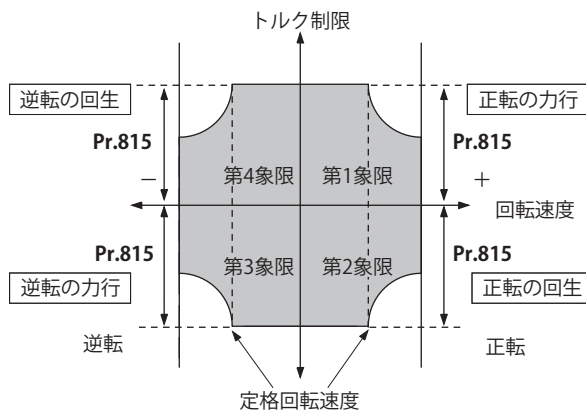 トルク制限
逆転の回生
正転の力行
Pr.815
Pr.815
第4象限
第1象限
−
+
回転速度
Pr.815
Pr.815
第3象限
第2象限
逆転の力行
正転の回生
逆転
正転
定格回転速度